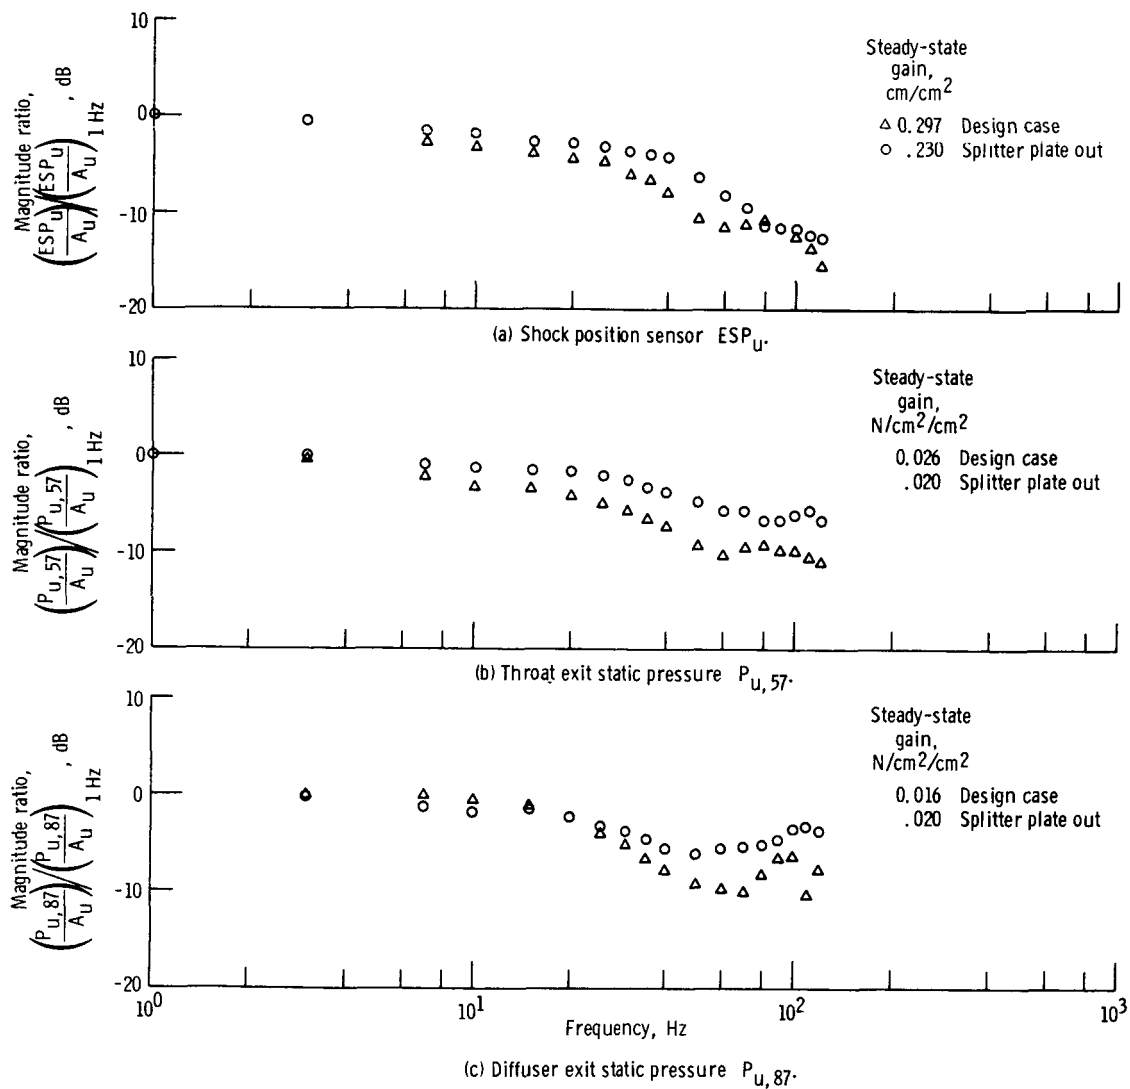 10
0
-10
-20
Magnitude ratio,
(ESP_u/A_u)/(ESP_u/A_u)_1 Hz, dB
Steady-state
gain,
cm/cm²
△ 0.297 Design case
○ .230 Splitter plate out
(a) Shock position sensor ESP_u.
10
0
-10
-20
Magnitude ratio,
(P_u,57/A_u)/(P_u,57/A_u)_1 Hz, dB
Steady-state
gain,
N/cm²/cm²
0.026 Design case
.020 Splitter plate out
(b) Throat exit static pressure P_u,57.
10
0
-10
-20
Magnitude ratio,
(P_u,87/A_u)/(P_u,87/A_u)_1 Hz, dB
Steady-state
gain,
N/cm²/cm²
0.016 Design case
.020 Splitter plate out
10⁰ 10¹ 10² 10³
Frequency, Hz
(c) Diffuser exit static pressure P_u,87.